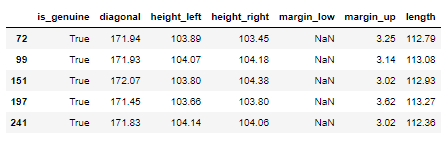 is_genuine diagonal height_left height_right margin_low margin_up length
72 True 171.94 103.89 103.45 NaN 3.25 112.79
99 True 171.93 104.07 104.18 NaN 3.14 113.08
151 True 172.07 103.80 104.38 NaN 3.02 112.93
197 True 171.45 103.66 103.80 NaN 3.62 113.27
241 True 171.83 104.14 104.06 NaN 3.02 112.36